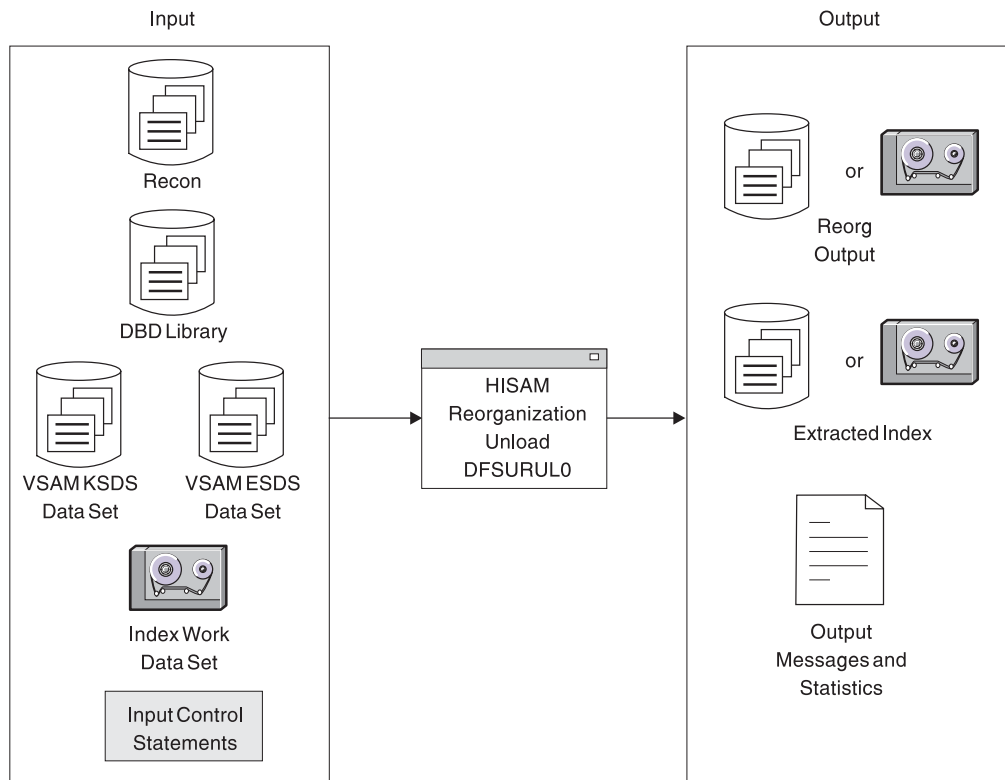 Input
Recon
DBD Library
VSAM KSDS
Data Set
VSAM ESDS
Data Set
Index Work
Data Set
Input Control
Statements
HISAM
Reorganization
Unload
DFSURUL0
Output
or
Reorg
Output
or
Extracted Index
Output
Messages and
Statistics